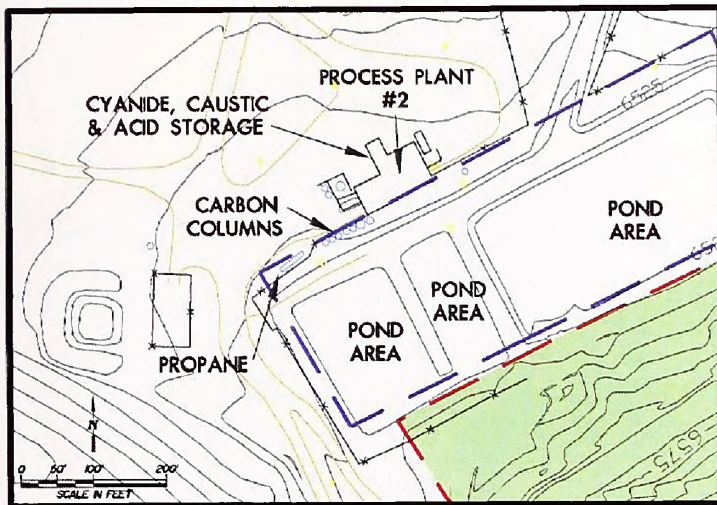 PROCESS PLANT
#2
CYANIDE, CAUSTIC
& ACID STORAGE
6525
CARBON
COLUMNS
POND
AREA
POND
AREA
POND
AREA
PROPANE
N
0 50' 100' 200'
SCALE IN FEET
6575